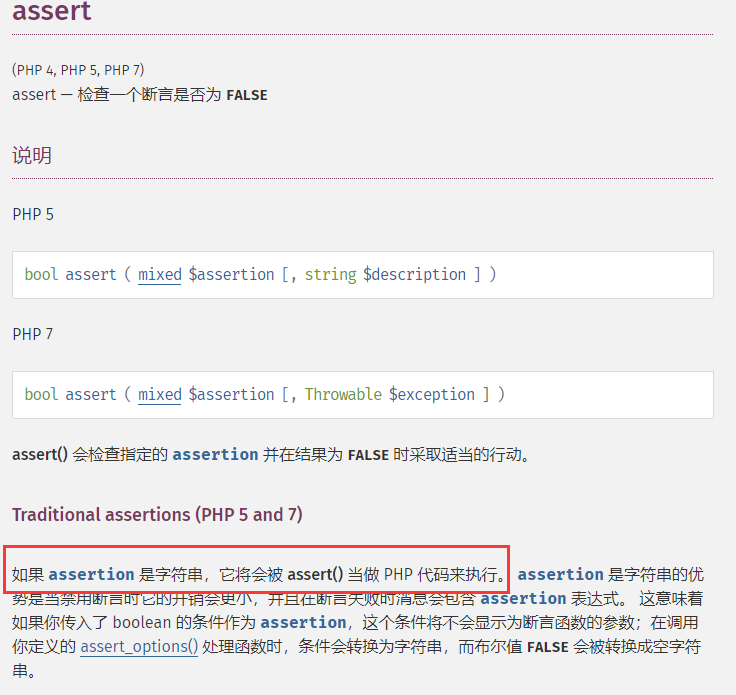 assert
(PHP 4, PHP 5, PHP 7)
assert — 检查一个断言是否为 FALSE
说明
PHP 5
bool assert ( mixed $assertion [, string $description ] )
PHP 7
bool assert ( mixed $assertion [, Throwable $exception ] )
assert() 会检查指定的 assertion 并在结果为 FALSE 时采取适当的行动。
Traditional assertions (PHP 5 and 7)
如果 assertion 是字符串，它将会被 assert() 当做 PHP 代码来执行。 assertion 是字符串的优
势是当禁用断言时它的开销会更小，并且在断言失败时消息会包含 assertion 表达式。 这意味着
如果你传入了 boolean 的条件作为 assertion，这个条件将不会显示为断言函数的参数；在调用
你定义的 assert_options() 处理函数时，条件会转换为字符串，而布尔值 FALSE 会被转换成空字符
串。